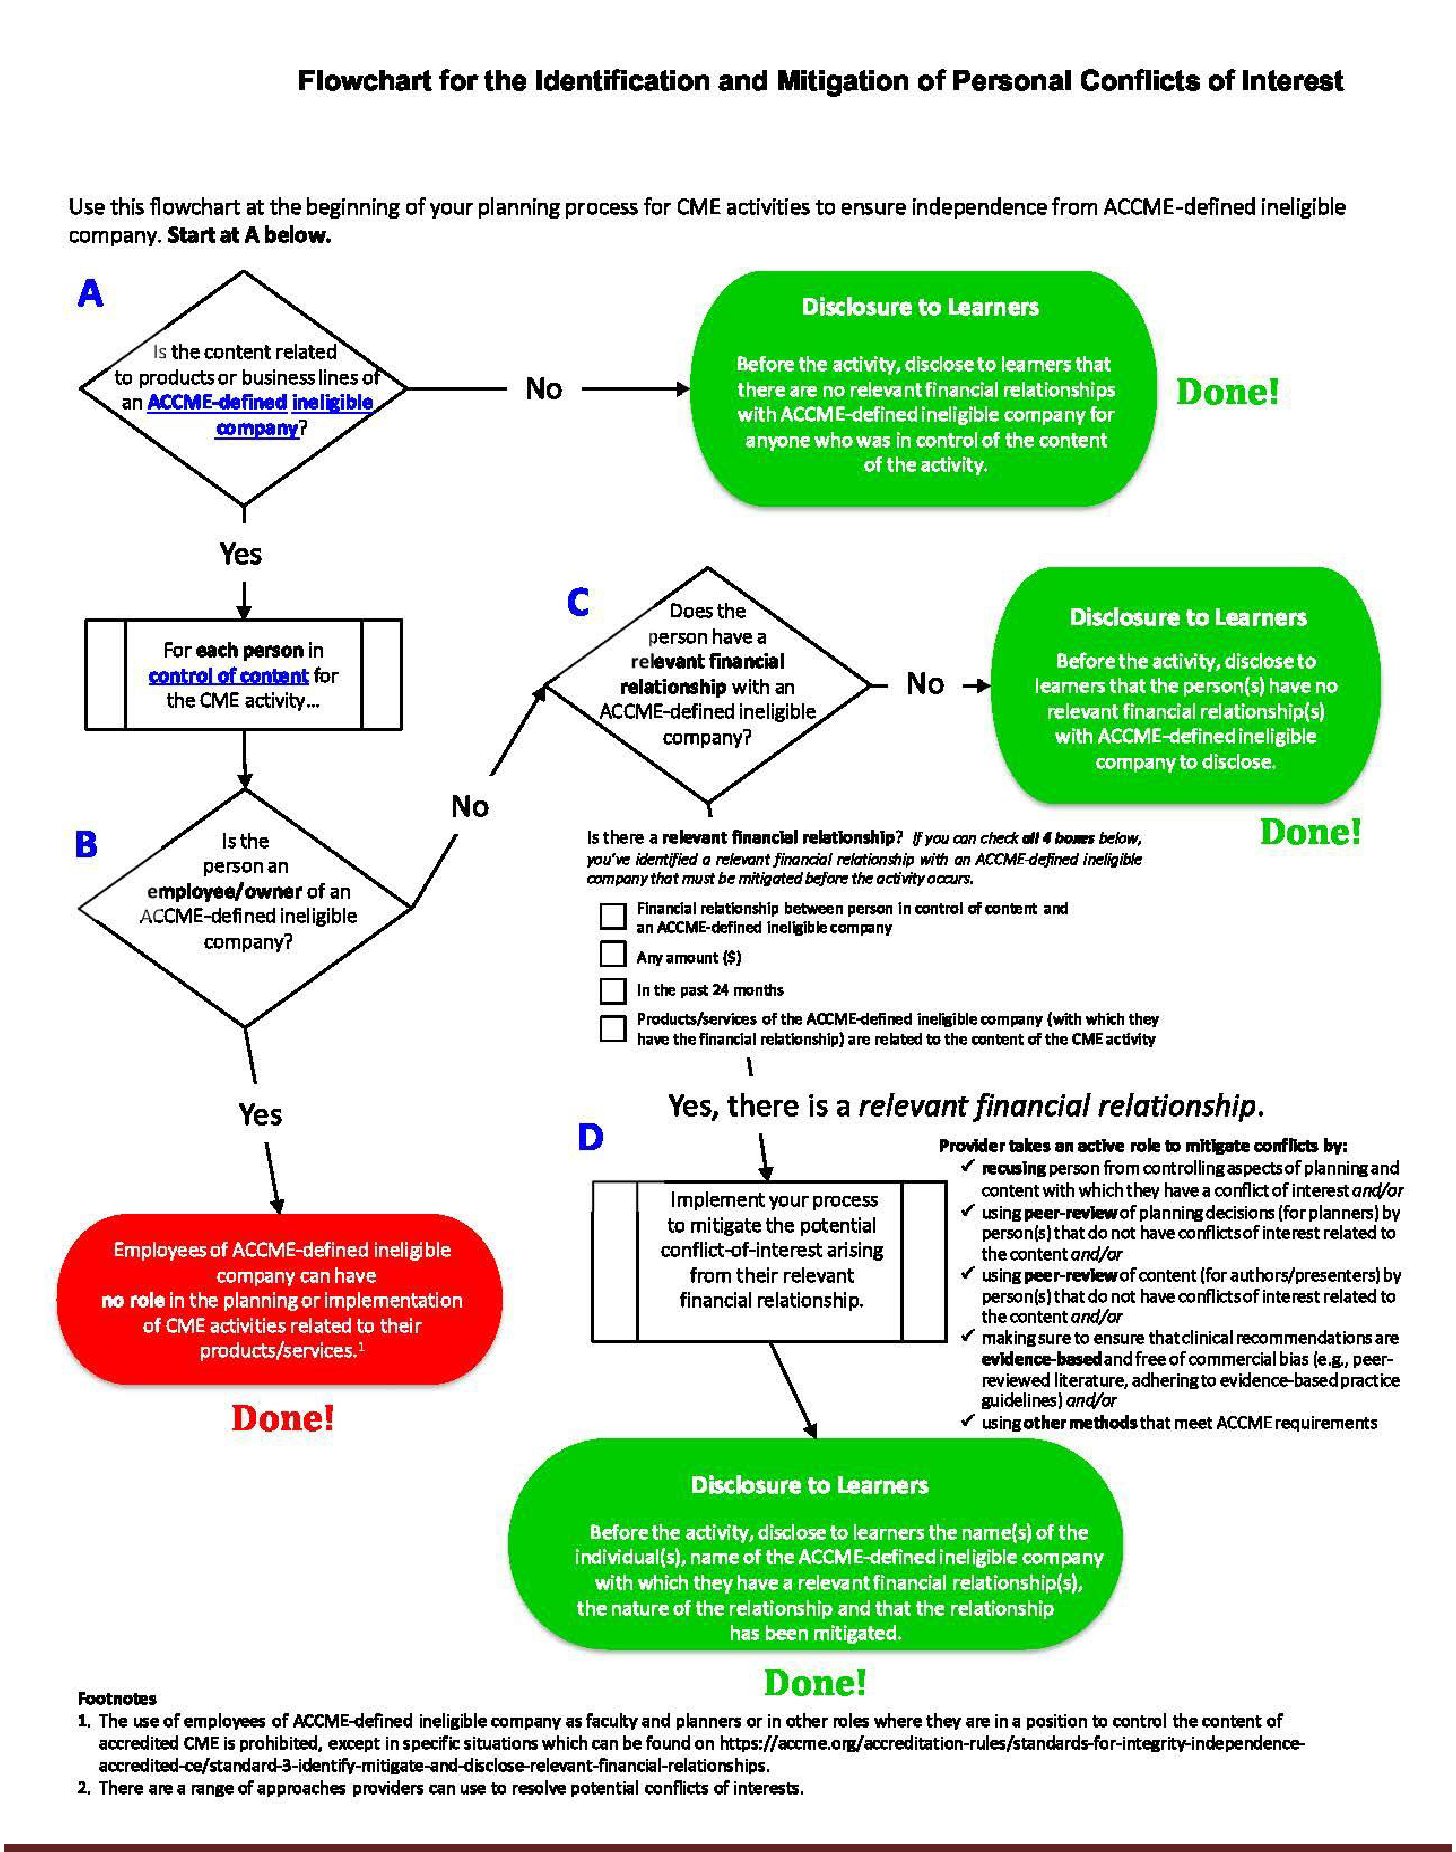 Flowchart for the Identification and Mitigation of Personal Conflicts of Interest
Use this flowchart at the beginning of your planning process for CME activities to ensure independence from ACCME-defined ineligible
company. Start at A below.
A
Is the content related
to products or business lines of
an ACCME-defined ineligible
company?
No
Disclosure to Learners
Before the activity, disclose to learners that
there are no relevant financial relationships
with ACCME-defined ineligible company for
anyone who was in control of the content
of the activity.
Done!
Yes
For each person in
control of content for
the CME activity...
B
Is the
person an
employee/owner of an
ACCME-defined ineligible
company?
No
C
Does the
person have a
relevant financial
relationship with an
ACCME-defined ineligible
company?
No
Disclosure to Learners
Before the activity, disclose to
learners that the person(s) have no
relevant financial relationship(s)
with ACCME-defined ineligible
company to disclose.
Done!
Is there a relevant financial relationship? If you can check all 4 boxes below,
you've identified a relevant financial relationship with an ACCME-defined ineligible
company that must be mitigated before the activity occurs.
Financial relationship between person in control of content and
an ACCME-defined ineligible company
Any amount ($)
In the past 24 months
Products/services of the ACCME-defined ineligible company (with which they
have the financial relationship) are related to the content of the CME activity
Yes
Employees of ACCME-defined ineligible
company can have
no role in the planning or implementation
of CME activities related to their
products/services.1
Done!
Yes, there is a relevant financial relationship.
D
Implement your process
to mitigate the potential
conflict-of-interest arising
from their relevant
financial relationship.
Provider takes an active role to mitigate conflicts by:
✓ recusing person from controlling aspects of planning and
content with which they have a conflict of interest and/or
✓ using peer-review of planning decisions (for planners) by
person(s) that do not have conflicts of interest related to
the content and/or
✓ using peer-review of content (for authors/presenters) by
person(s) that do not have conflicts of interest related to
the content and/or
✓ making sure to ensure that clinical recommendations are
evidence-based and free of commercial bias (e.g., peer-
reviewed literature, adhering to evidence-based practice
guidelines) and/or
✓ using other methods that meet ACCME requirements
Disclosure to Learners
Before the activity, disclose to learners the name(s) of the
individual(s), name of the ACCME-defined ineligible company
with which they have a relevant financial relationship(s),
the nature of the relationship and that the relationship
has been mitigated.
Done!
Footnotes
1. The use of employees of ACCME-defined ineligible company as faculty and planners or in other roles where they are in a position to control the content of
accredited CME is prohibited, except in specific situations which can be found on https://accme.org/accreditation-rules/standards-for-integrity-independence-
accredited-ce/standard-3-identify-mitigate-and-disclose-relevant-financial-relationships.
2. There are a range of approaches providers can use to resolve potential conflicts of interests.